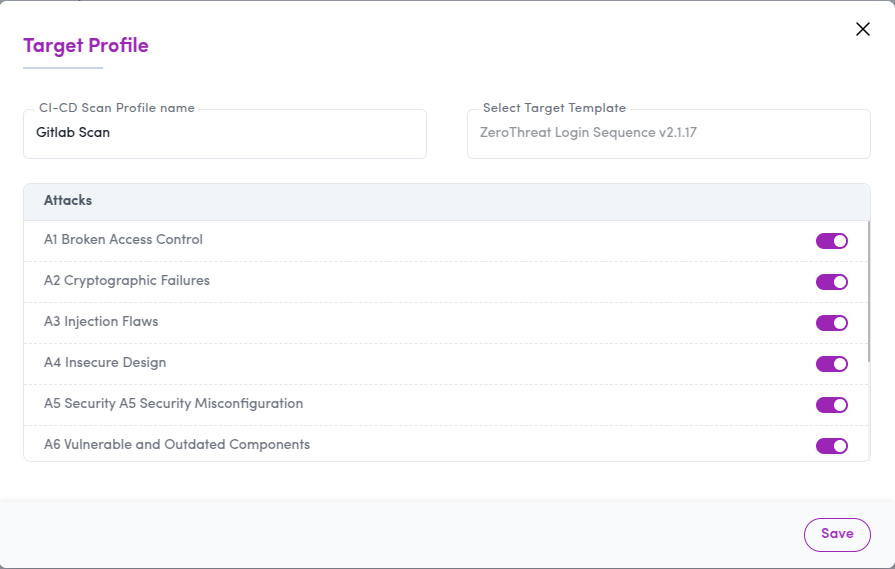 Target Profile
CI-CD Scan Profile name
Gitlab Scan
Select Target Template
ZeroThreat Login Sequence v2.1.17
Attacks
A1 Broken Access Control
A2 Cryptographic Failures
A3 Injection Flaws
A4 Insecure Design
A5 Security A5 Security Misconfiguration
A6 Vulnerable and Outdated Components
Save